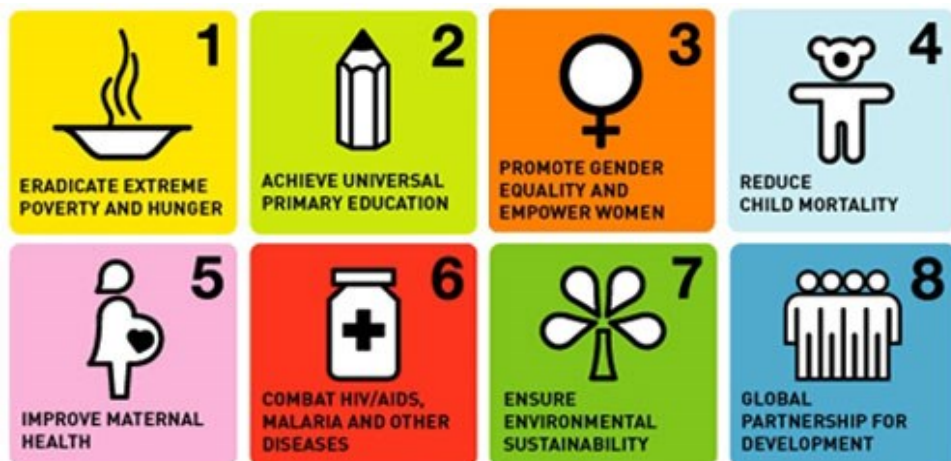 1
ERADICATE EXTREME
POVERTY AND HUNGER
2
ACHIEVE UNIVERSAL
PRIMARY EDUCATION
3
PROMOTE GENDER
EQUALITY AND
EMPOWER WOMEN
4
REDUCE
CHILD MORTALITY
5
IMPROVE MATERNAL
HEALTH
6
COMBAT HIV/AIDS,
MALARIA AND OTHER
DISEASES
7
ENSURE
ENVIRONMENTAL
SUSTAINABILITY
8
GLOBAL
PARTNERSHIP FOR
DEVELOPMENT